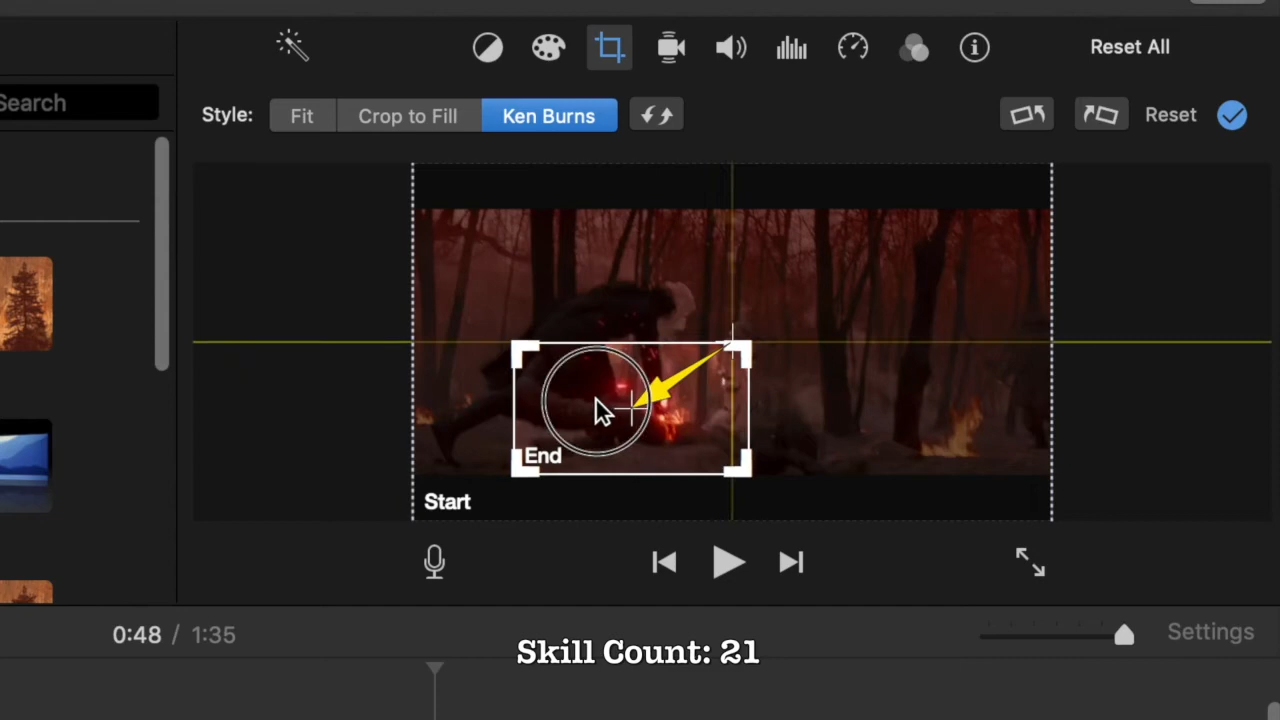 Reset All
Search
Style:
Fit
Crop to Fill
Ken Burns
Reset
End
Start
0:48 / 1:35
Settings
Skill Count: 21